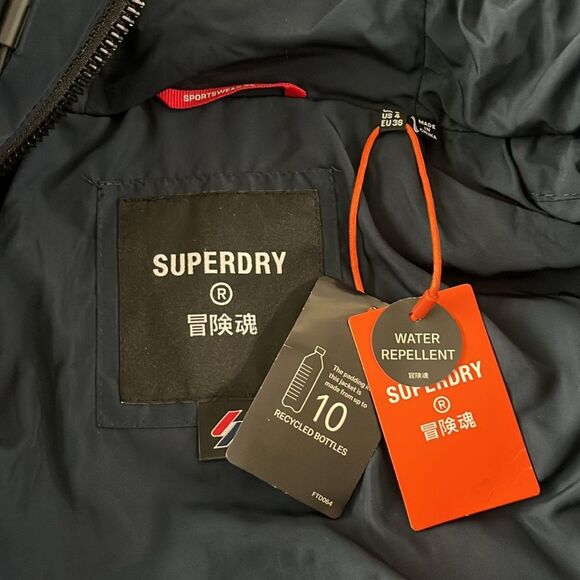 SPORTSWEAR
US 4
EU 36
MADE
IN
CHINA
SUPERDRY
®
冒険魂
The padding in
this jacket is
made from up to
10
RECYCLED BOTTLES
FTD064
WATER
REPELLENT
冒険魂
SUPERDRY
®
冒険魂